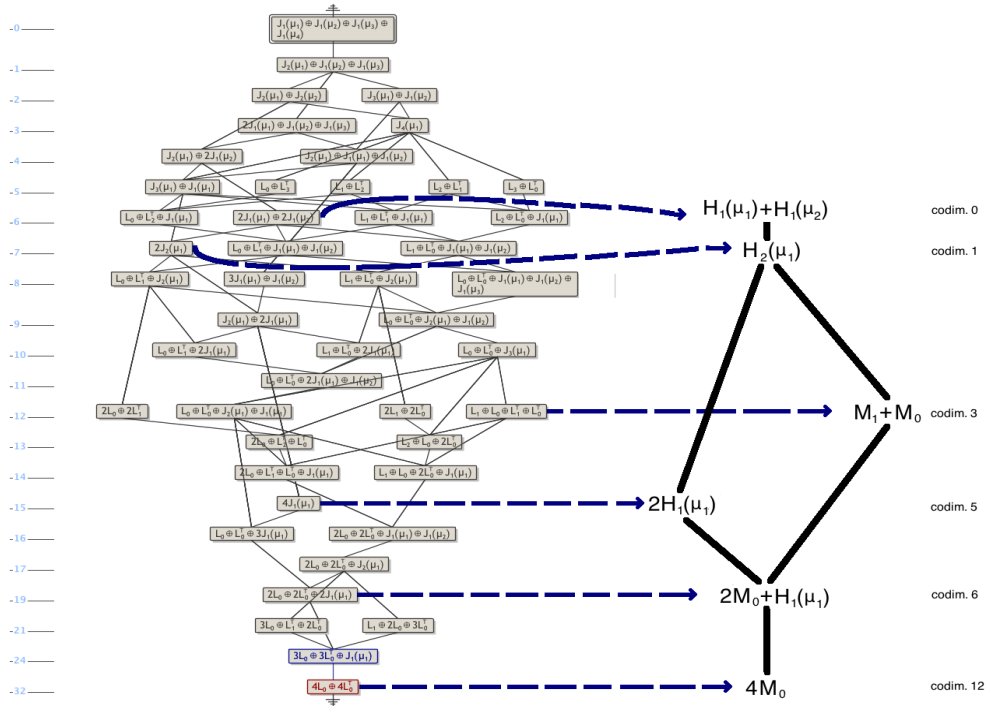 -0
J₁(μ₁) ⊕ J₁(μ₂) ⊕ J₁(μ₃) ⊕
J₁(μ₄)
-1
J₂(μ₁) ⊕ J₁(μ₂) ⊕ J₁(μ₃)
-2
J₂(μ₁) ⊕ J₂(μ₂)
J₃(μ₁) ⊕ J₁(μ₂)
-3
2J₁(μ₁) ⊕ J₁(μ₂) ⊕ J₁(μ₃)
J₄(μ₁)
-4
J₂(μ₁) ⊕ 2J₁(μ₂)
J₂(μ₁) ⊕ J₁(μ₁) ⊕ J₁(μ₂)
-5
J₃(μ₁) ⊕ J₁(μ₁)
L₀ ⊕ L₃ᵀ
L₁ ⊕ L₂ᵀ
L₂ ⊕ L₁ᵀ
L₃ ⊕ L₀ᵀ
-6
L₀ ⊕ L₂ᵀ ⊕ J₁(μ₁)
2J₁(μ₁) ⊕ 2J₁(μ₂)
L₁ ⊕ L₁ᵀ ⊕ J₁(μ₁)
L₂ ⊕ L₀ᵀ ⊕ J₁(μ₁)
H₁(μ₁)+H₁(μ₂)
codim. 0
-7
2J₂(μ₁)
L₀ ⊕ L₁ᵀ ⊕ J₁(μ₁) ⊕ J₁(μ₂)
L₁ ⊕ L₀ᵀ ⊕ J₁(μ₁) ⊕ J₁(μ₂)
H₂(μ₁)
codim. 1
-8
L₀ ⊕ L₁ᵀ ⊕ J₂(μ₁)
3J₁(μ₁) ⊕ J₁(μ₂)
L₁ ⊕ L₀ᵀ ⊕ J₂(μ₁)
L₀ ⊕ L₀ᵀ ⊕ J₁(μ₁) ⊕ J₁(μ₂) ⊕
J₁(μ₃)
-9
J₂(μ₁) ⊕ 2J₁(μ₁)
L₀ ⊕ L₀ᵀ ⊕ J₂(μ₁) ⊕ J₁(μ₂)
-10
L₀ ⊕ L₁ᵀ ⊕ 2J₁(μ₁)
L₁ ⊕ L₀ᵀ ⊕ 2J₁(μ₁)
L₀ ⊕ L₀ᵀ ⊕ J₃(μ₁)
-11
L₀ ⊕ L₀ᵀ ⊕ 2J₁(μ₁) ⊕ J₁(μ₂)
-12
2L₀ ⊕ 2L₁ᵀ
L₀ ⊕ L₀ᵀ ⊕ J₂(μ₁) ⊕ J₁(μ₁)
2L₁ ⊕ 2L₀ᵀ
L₁ ⊕ L₀ ⊕ L₁ᵀ ⊕ L₀ᵀ
M₁+M₀
codim. 3
-13
2L₀ ⊕ L₂ᵀ ⊕ L₀ᵀ
L₂ ⊕ L₀ ⊕ 2L₀ᵀ
-14
2L₀ ⊕ L₁ᵀ ⊕ L₀ᵀ ⊕ J₁(μ₁)
L₁ ⊕ L₀ ⊕ 2L₀ᵀ ⊕ J₁(μ₁)
-15
4J₁(μ₁)
2H₁(μ₁)
codim. 5
-16
L₀ ⊕ L₀ᵀ ⊕ 3J₁(μ₁)
2L₀ ⊕ 2L₀ᵀ ⊕ J₁(μ₁) ⊕ J₁(μ₂)
-17
2L₀ ⊕ 2L₀ᵀ ⊕ J₂(μ₁)
-19
2L₀ ⊕ 2L₀ᵀ ⊕ 2J₁(μ₁)
2M₀+H₁(μ₁)
codim. 6
-21
3L₀ ⊕ L₁ᵀ ⊕ 2L₀ᵀ
L₁ ⊕ 2L₀ ⊕ 3L₀ᵀ
-24
3L₀ ⊕ 3L₀ᵀ ⊕ J₁(μ₁)
-32
4L₀ ⊕ 4L₀ᵀ
4M₀
codim. 12